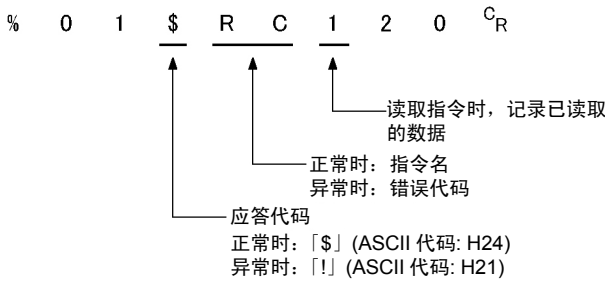 % 0 1 $ R C 1 2 0 CR
读取指令时，记录已读取
的数据
正常时：指令名
异常时：错误代码
应答代码
正常时：「$」(ASCII 代码: H24)
异常时：「!」(ASCII 代码: H21)